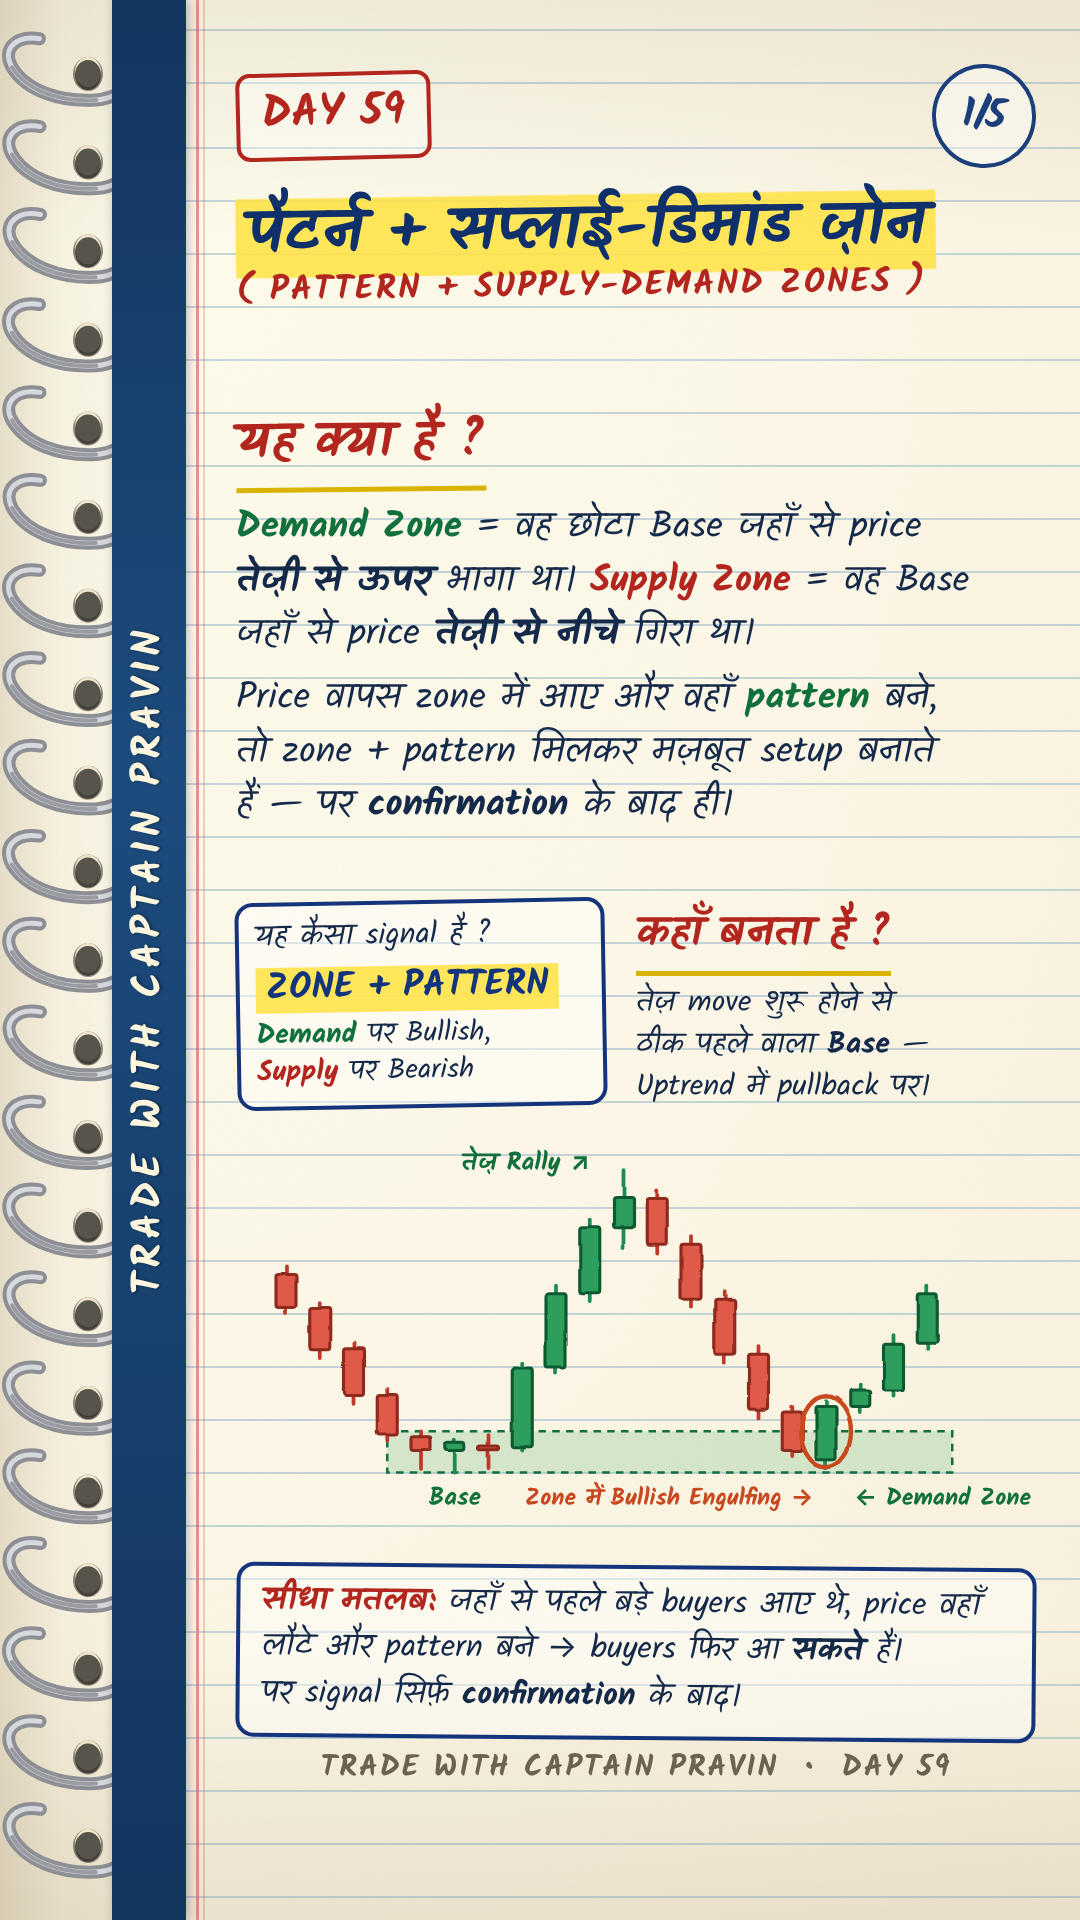 DAY 59
1/5
पैटर्न + सप्लाई-डिमांड ज़ोन
( PATTERN + SUPPLY-DEMAND ZONES )
यह क्या है ?
Demand Zone = वह छोटा Base जहाँ से price
तेज़ी से ऊपर भागा था। Supply Zone = वह Base
जहाँ से price तेज़ी से नीचे गिरा था।
Price वापस zone में आए और वहाँ pattern बने,
तो zone + pattern मिलकर मज़बूत setup बनाते
हैं — पर confirmation के बाद ही।
यह कैसा signal है ?
ZONE + PATTERN
Demand पर Bullish,
Supply पर Bearish
कहाँ बनता है ?
तेज़ move शुरू होने से
ठीक पहले वाला Base —
Uptrend में pullback पर।
तेज़ Rally ↗
Base
Zone में Bullish Engulfing →
← Demand Zone
सीधा मतलब: जहाँ से पहले बड़े buyers आए थे, price वहाँ
लौटे और pattern बने → buyers फिर आ सकते हैं।
पर signal सिर्फ़ confirmation के बाद।
TRADE WITH CAPTAIN PRAVIN · DAY 59
TRADE WITH CAPTAIN PRAVIN